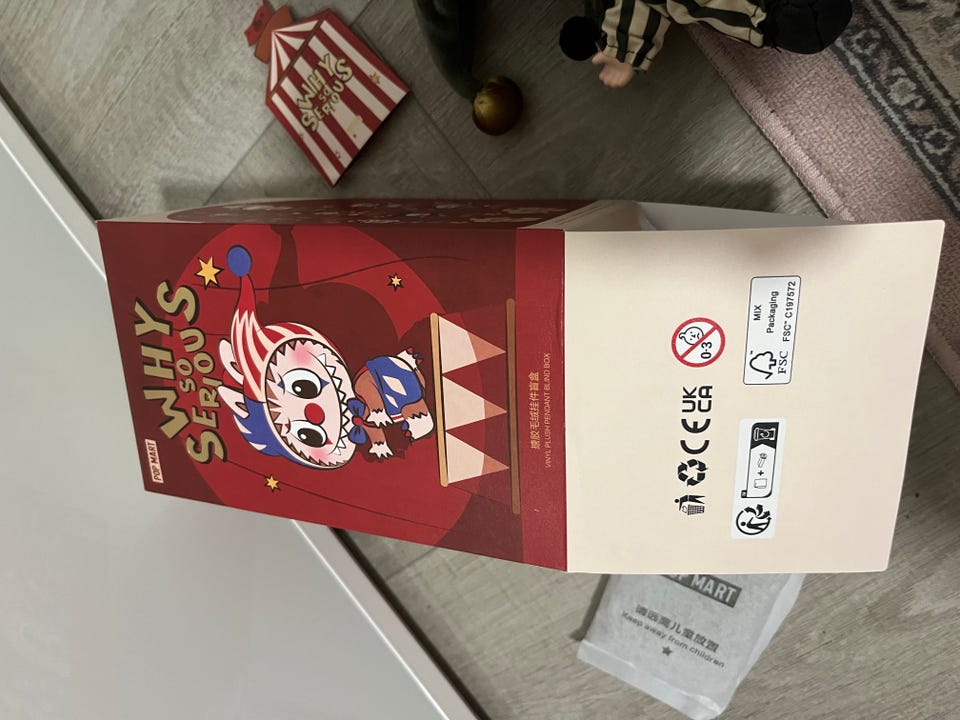 POP MART
WHY
SO
SERIOUS
搪胶毛绒挂件盲盒
VINYL PLUSH PENDANT BLIND BOX
WHY
SO
SERIOUS
0-3
CE UK
CA
MIX
Packaging
FSC FSC™ C197572
+
POP MART
请远离儿童放置
Keep away from children